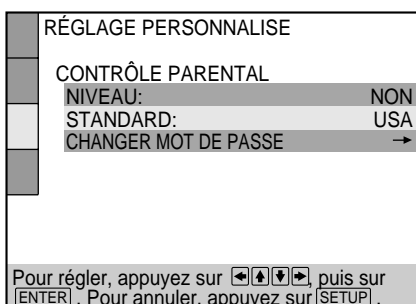 RÉGLAGE PERSONNALISE
CONTRÔLE PARENTAL
NIVEAU: NON
STANDARD: USA
CHANGER MOT DE PASSE →
Pour régler, appuyez sur ←↑↓→, puis sur
ENTER . Pour annuler, appuyez sur SETUP .